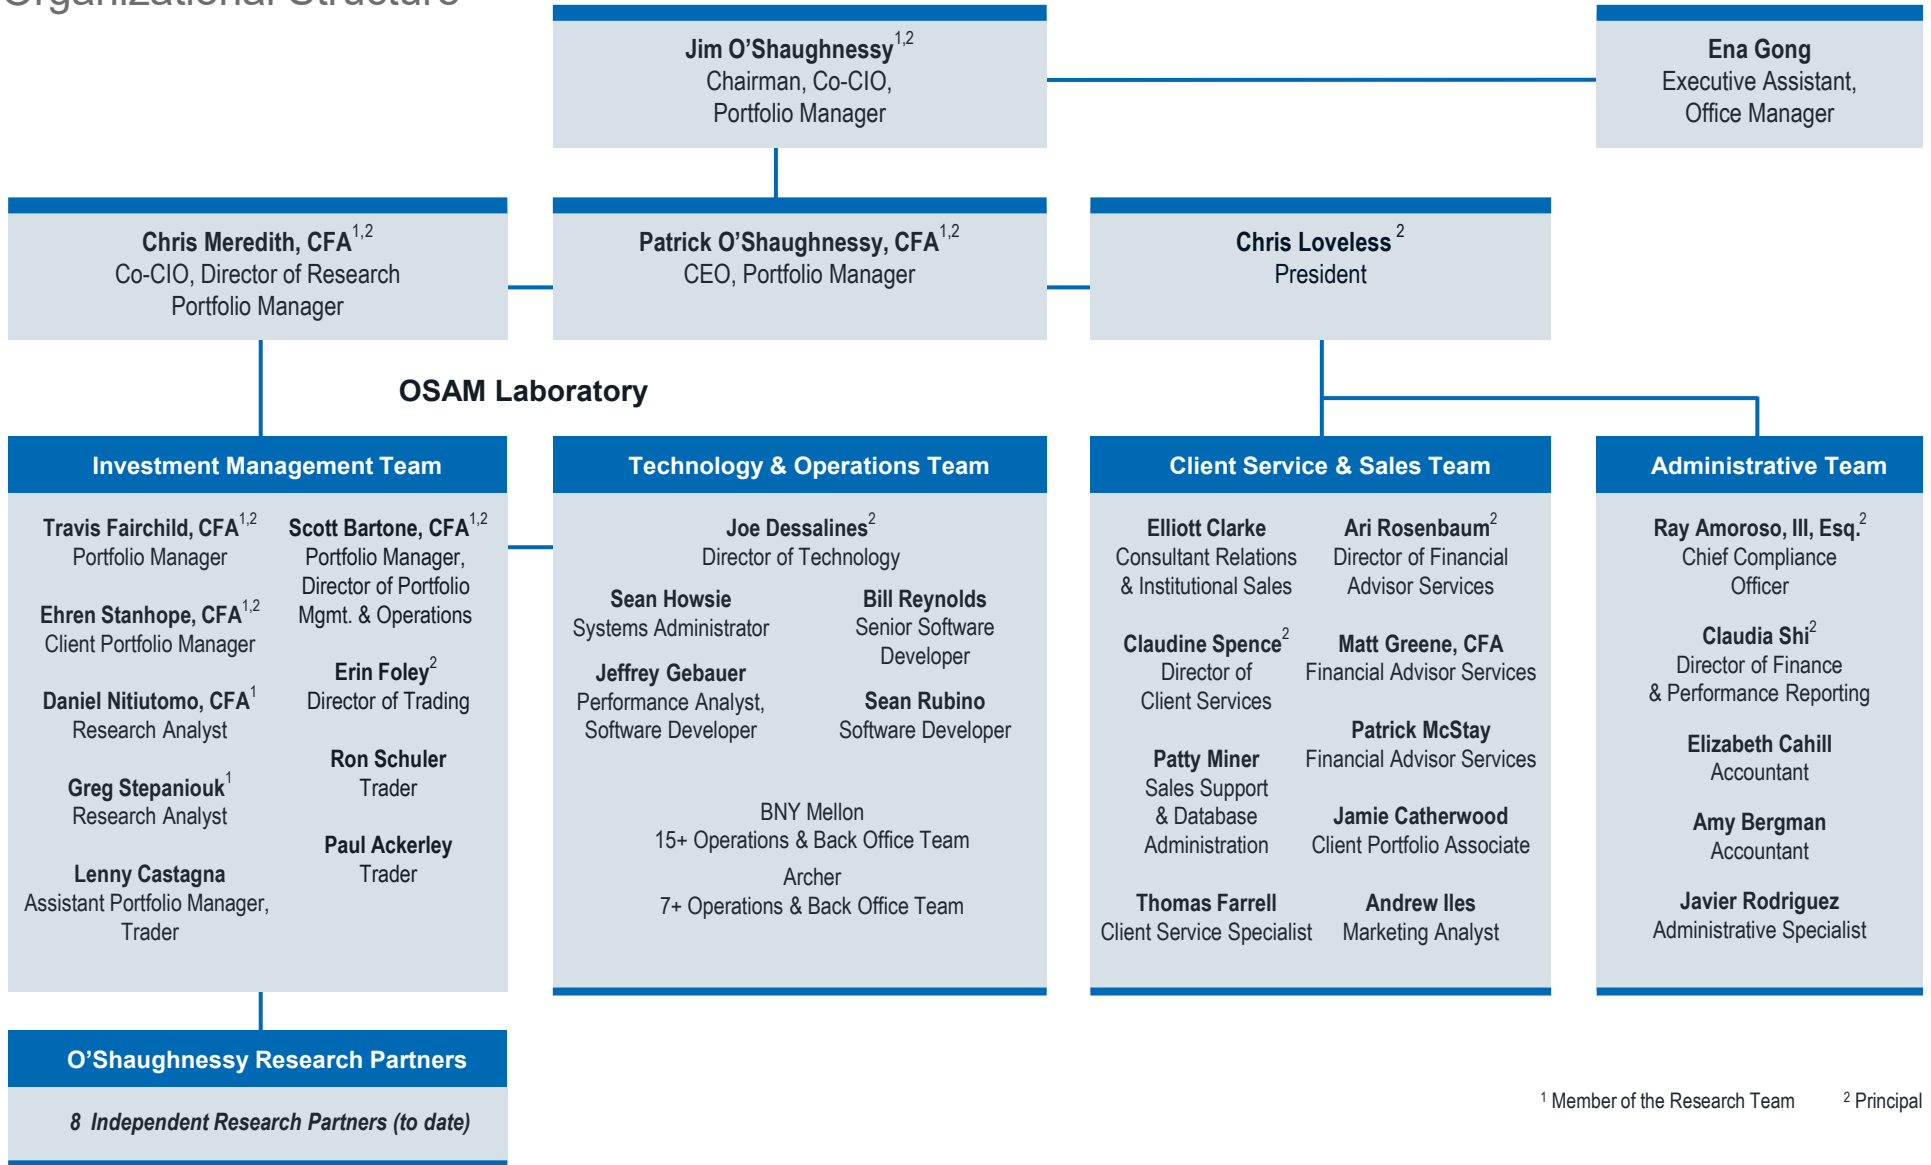 Organizational Structure
Jim O'Shaughnessy1,2
Chairman, Co-CIO,
Portfolio Manager
Ena Gong
Executive Assistant,
Office Manager
Chris Meredith, CFA1,2
Co-CIO, Director of Research
Portfolio Manager
Patrick O'Shaughnessy, CFA1,2
CEO, Portfolio Manager
Chris Loveless 2
President
OSAM Laboratory
Investment Management Team
Travis Fairchild, CFA1,2
Portfolio Manager
Ehren Stanhope, CFA1,2
Client Portfolio Manager
Daniel Nitiutomo, CFA1
Research Analyst
Greg Stepaniouk1
Research Analyst
Lenny Castagna
Assistant Portfolio Manager,
Trader
Scott Bartone, CFA1,2
Portfolio Manager,
Director of Portfolio
Mgmt. & Operations
Erin Foley2
Director of Trading
Ron Schuler
Trader
Paul Ackerley
Trader
Technology & Operations Team
Joe Dessalines2
Director of Technology
Sean Howsie
Systems Administrator
Jeffrey Gebauer
Performance Analyst,
Software Developer
Bill Reynolds
Senior Software
Developer
Sean Rubino
Software Developer
BNY Mellon
15+ Operations & Back Office Team
Archer
7+ Operations & Back Office Team
Client Service & Sales Team
Elliott Clarke
Consultant Relations
& Institutional Sales
Claudine Spence2
Director of
Client Services
Patty Miner
Sales Support
& Database
Administration
Thomas Farrell
Client Service Specialist
Ari Rosenbaum2
Director of Financial
Advisor Services
Matt Greene, CFA
Financial Advisor Services
Patrick McStay
Financial Advisor Services
Jamie Catherwood
Client Portfolio Associate
Andrew Iles
Marketing Analyst
Administrative Team
Ray Amoroso, III, Esq.2
Chief Compliance
Officer
Claudia Shi2
Director of Finance
& Performance Reporting
Elizabeth Cahill
Accountant
Amy Bergman
Accountant
Javier Rodriguez
Administrative Specialist
O'Shaughnessy Research Partners
8 Independent Research Partners (to date)
1 Member of the Research Team 2 Principal